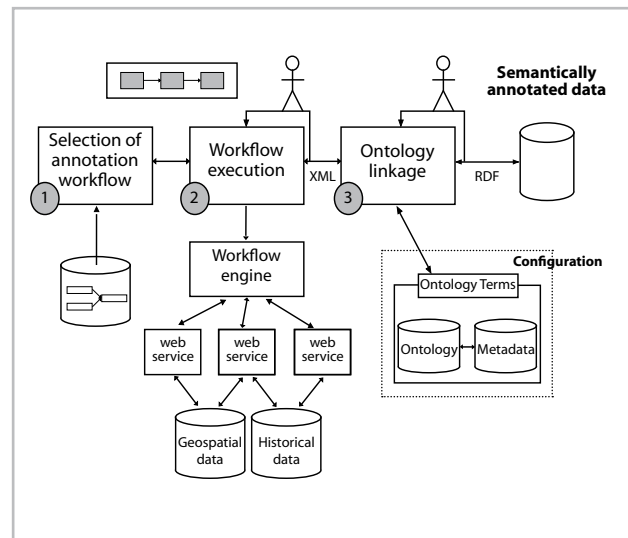 Semantically
annotated data
Selection of
annotation
workflow
1
Workflow
execution
2
XML
Ontology
linkage
3
RDF
Workflow
engine
Configuration
Ontology Terms
Ontology
Metadata
web
service
web
service
web
service
Geospatial
data
Historical
data